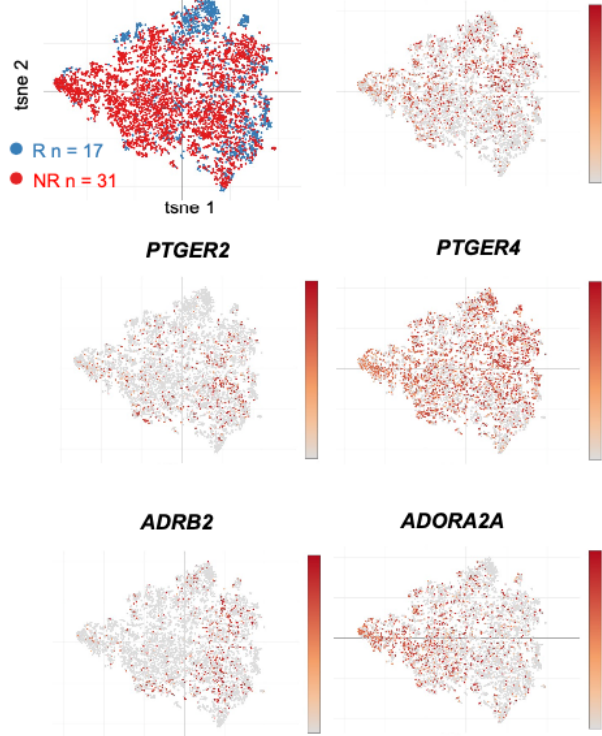 tsne 2
R n = 17
NR n = 31
tsne 1
PTGER2
PTGER4
ADRB2
ADORA2A